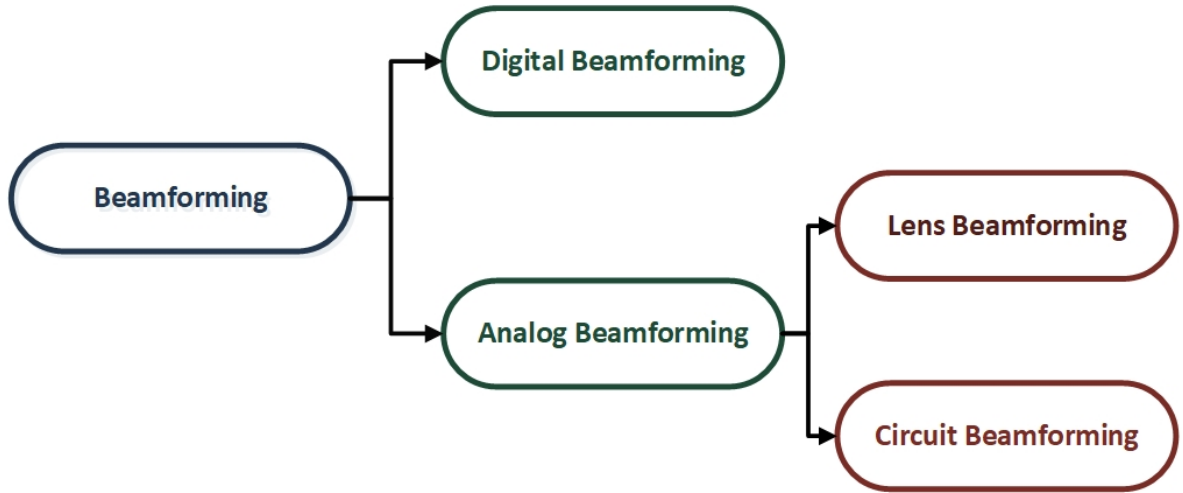 Digital Beamforming
Beamforming
Lens Beamforming
Analog Beamforming
Circuit Beamforming